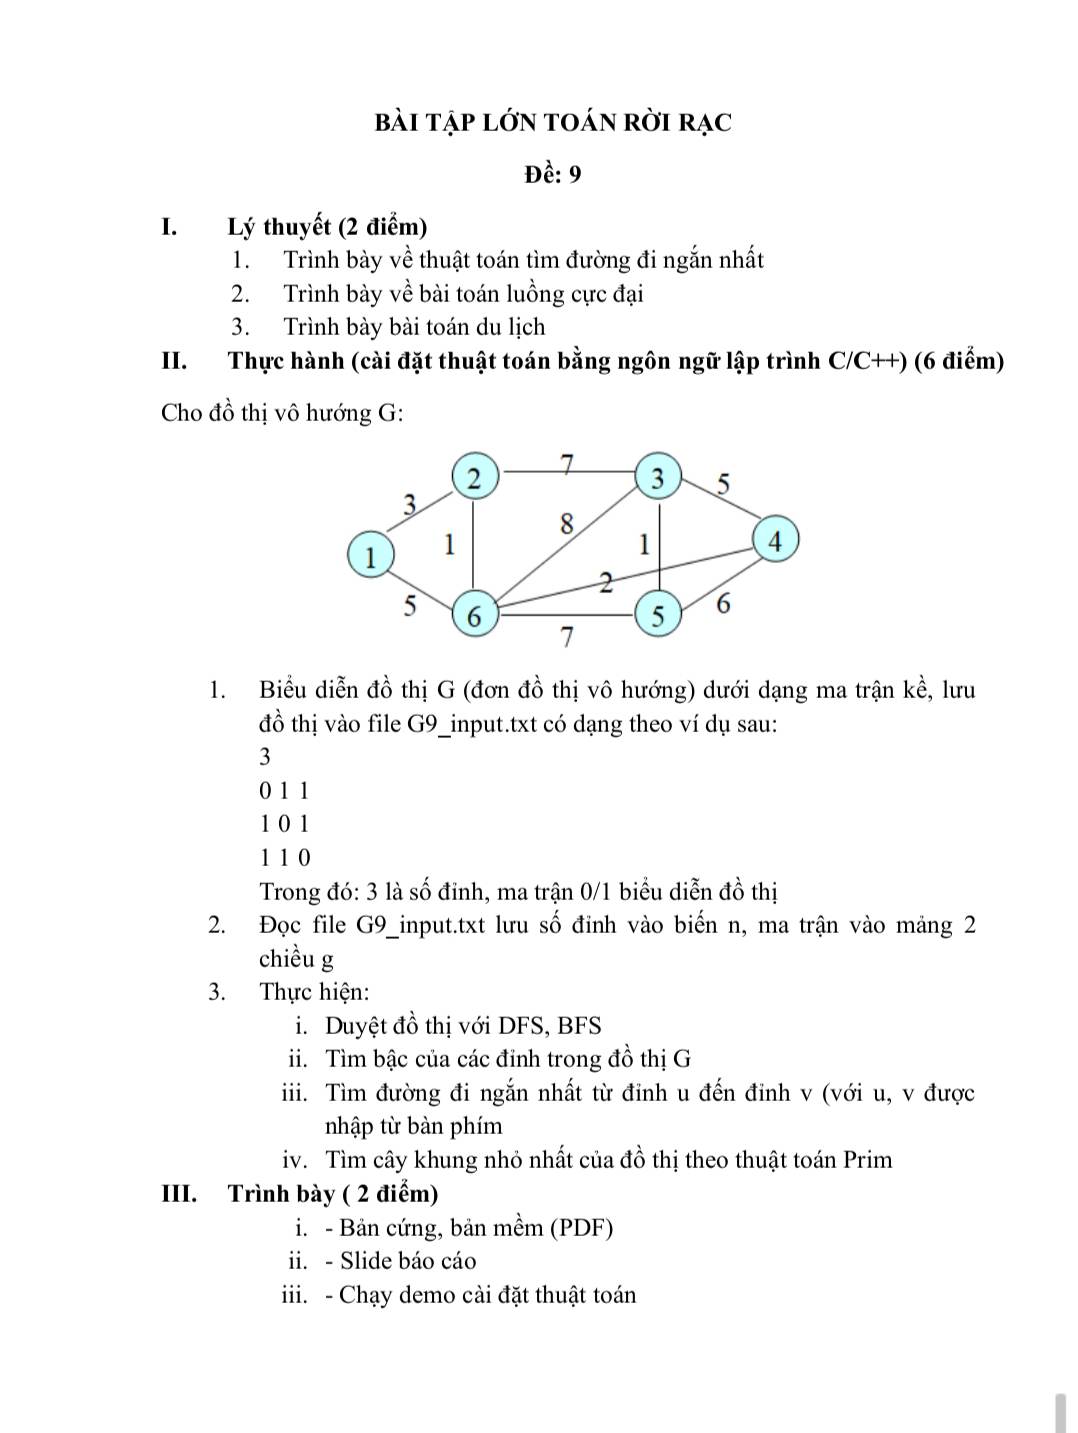 BÀI TẬP LỚN TOÁN RỜI RẠC
Đề: 9
I. Lý thuyết (2 điểm)
1. Trình bày về thuật toán tìm đường đi ngắn nhất
2. Trình bày về bài toán luồng cực đại
3. Trình bày bài toán du lịch
II. Thực hành (cài đặt thuật toán bằng ngôn ngữ lập trình C/C++) (6 điểm)
Cho đồ thị vô hướng G:
2 7 3 5
3
1 1 8 1 4
2
5 6 5 6
7
1. Biểu diễn đồ thị G (đơn đồ thị vô hướng) dưới dạng ma trận kề, lưu
đồ thị vào file G9_input.txt có dạng theo ví dụ sau:
3
0 1 1
1 0 1
1 1 0
Trong đó: 3 là số đỉnh, ma trận 0/1 biểu diễn đồ thị
2. Đọc file G9_input.txt lưu số đỉnh vào biến n, ma trận vào mảng 2
chiều g
3. Thực hiện:
i. Duyệt đồ thị với DFS, BFS
ii. Tìm bậc của các đỉnh trong đồ thị G
iii. Tìm đường đi ngắn nhất từ đỉnh u đến đỉnh v (với u, v được
nhập từ bàn phím
iv. Tìm cây khung nhỏ nhất của đồ thị theo thuật toán Prim
III. Trình bày ( 2 điểm)
i. - Bản cứng, bản mềm (PDF)
ii. - Slide báo cáo
iii. - Chạy demo cài đặt thuật toán